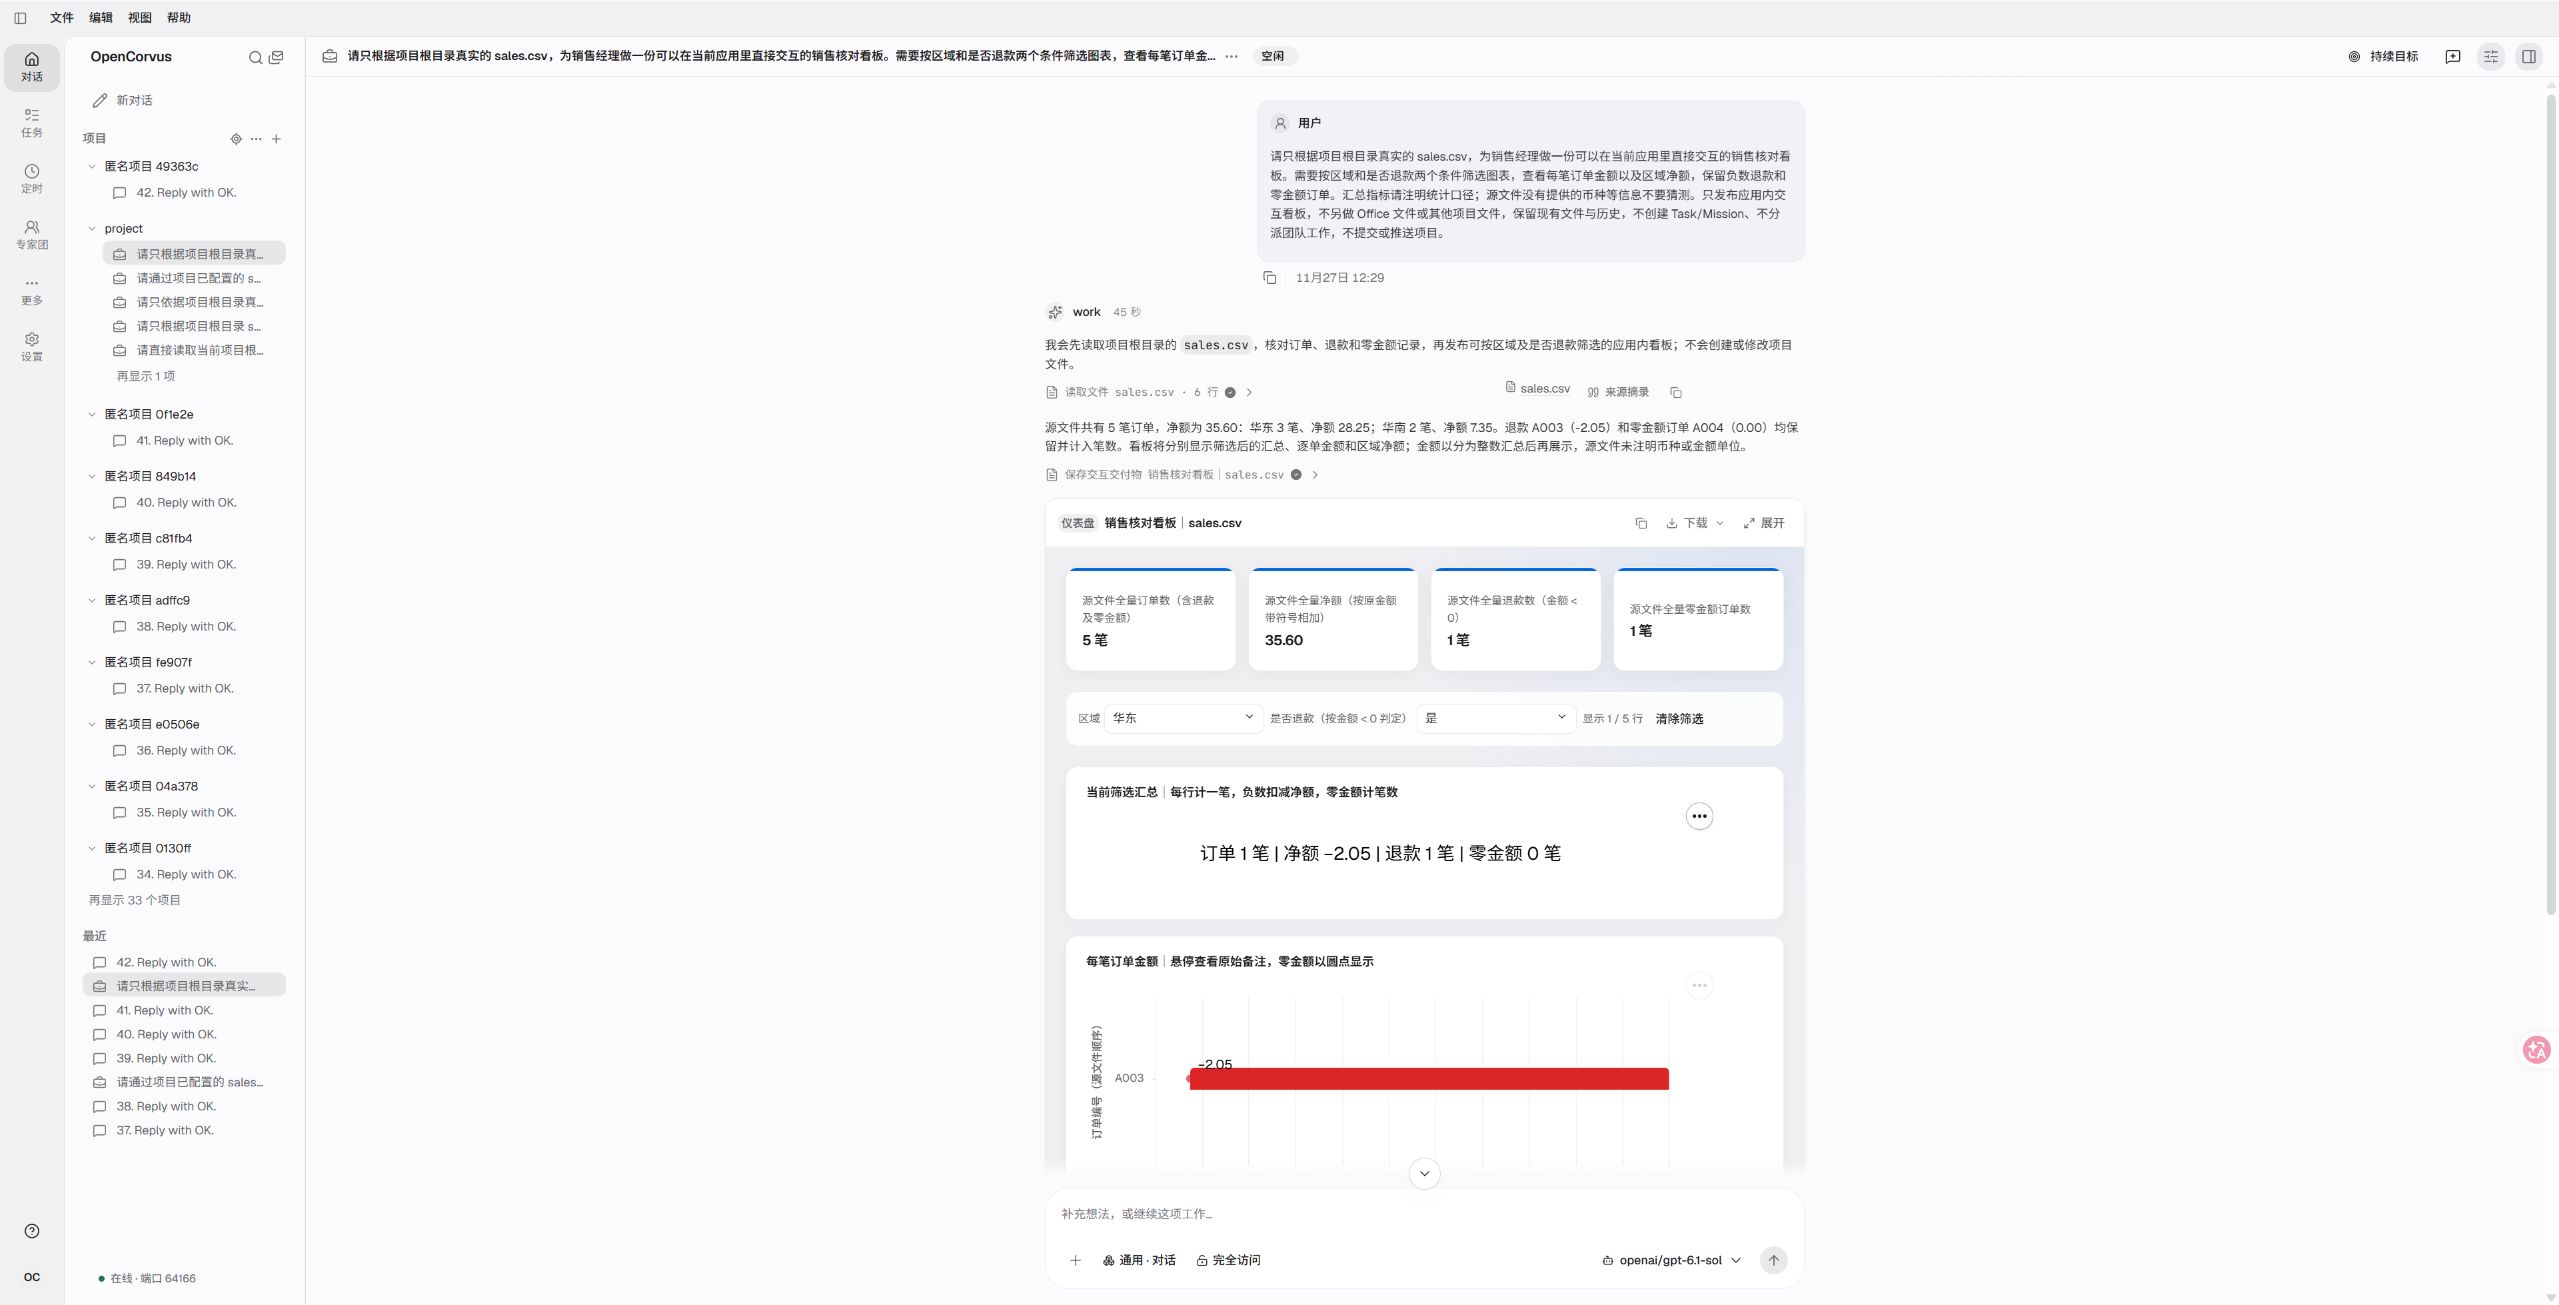 文件 编辑 视图 帮助
对话
任务
定时
专家团
更多
设置
OC
OpenCorvus
新对话
项目
匿名项目 49363c
42. Reply with OK.
project
请只根据项目根目录真...
请通过项目已配置的 s...
请只依据项目根目录真...
请只根据项目根目录 s...
请直接读取当前项目根...
再显示 1 项
匿名项目 0f1e2e
41. Reply with OK.
匿名项目 849b14
40. Reply with OK.
匿名项目 c81fb4
39. Reply with OK.
匿名项目 adffc9
38. Reply with OK.
匿名项目 fe907f
37. Reply with OK.
匿名项目 e0506e
36. Reply with OK.
匿名项目 04a378
35. Reply with OK.
匿名项目 0130ff
34. Reply with OK.
再显示 33 个项目
最近
42. Reply with OK.
请只根据项目根目录真实...
41. Reply with OK.
40. Reply with OK.
39. Reply with OK.
请通过项目已配置的 sales...
38. Reply with OK.
37. Reply with OK.
在线 · 端口 64166
请只根据项目根目录真实的 sales.csv，为销售经理做一份可以在当前应用里直接交互的销售核对看板。需要按区域和是否退款两个条件筛选图表，查看每笔订单金... 空闲
持续目标
用户
请只根据项目根目录真实的 sales.csv，为销售经理做一份可以在当前应用里直接交互的销售核对看
板。需要按区域和是否退款两个条件筛选图表，查看每笔订单金额以及区域净额，保留负数退款和
零金额订单。汇总指标请注明统计口径；源文件没有提供的币种等信息不要猜测。只发布应用内交
互看板，不另做 Office 文件或其他项目文件，保留现有文件与历史，不创建 Task/Mission、不分
派团队工作，不提交或推送项目。
11月27日 12:29
work 45 秒
我会先读取项目根目录的 sales.csv，核对订单、退款和零金额记录，再发布可按区域及是否退款筛选的应用内看板；不会创建或修改项目
文件。
读取文件 sales.csv · 6 行
sales.csv 来源摘录
源文件共有 5 笔订单，净额为 35.60：华东 3 笔、净额 28.25；华南 2 笔、净额 7.35。退款 A003（-2.05）和零金额订单 A004（0.00）均保
留并计入笔数。看板将分别显示筛选后的汇总、逐单金额和区域净额；金额以分为整数汇总后再展示，源文件未注明币种或金额单位。
保存交互交付物 销售核对看板｜sales.csv
仪表盘 销售核对看板｜sales.csv
下载 展开
源文件全量订单数（含退款
及零金额）
5 笔
源文件全量净额（按原金额
带符号相加）
35.60
源文件全量退款数（金额 <
0）
1 笔
源文件全量零金额订单数
1 笔
区域 华东 是否退款（按金额 < 0 判定） 是 显示 1 / 5 行 清除筛选
当前筛选汇总｜每行计一笔，负数扣减净额，零金额计笔数
订单 1 笔 | 净额 −2.05 | 退款 1 笔 | 零金额 0 笔
每笔订单金额｜悬停查看原始备注，零金额以圆点显示
订单编号（源文件顺序）
A003
−2.05
补充想法，或继续这项工作...
通用 · 对话 完全访问
openai/gpt-6.1-sol